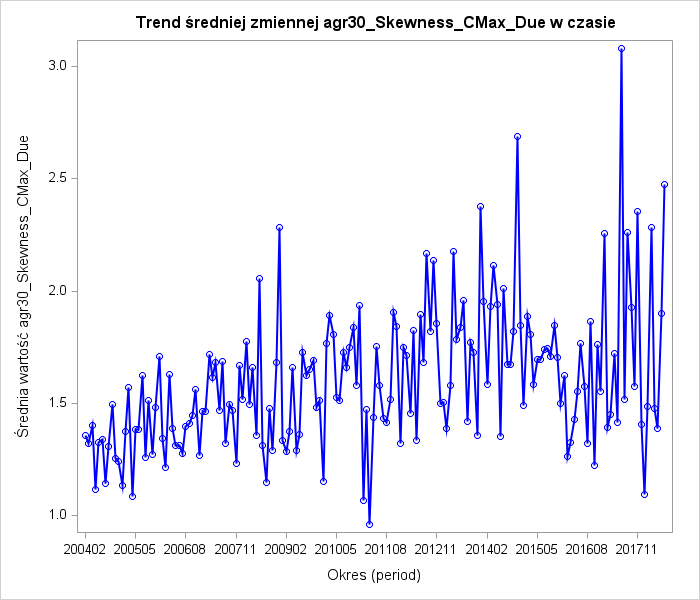 Trend średniej zmiennej agr30_Skewness_CMax_Due w czasie
Średnia wartość agr30_Skewness_CMax_Due
3.0
2.5
2.0
1.5
1.0
200402 200505 200608 200711 200902 201005 201108 201211 201402 201505 201608 201711
Okres (period)